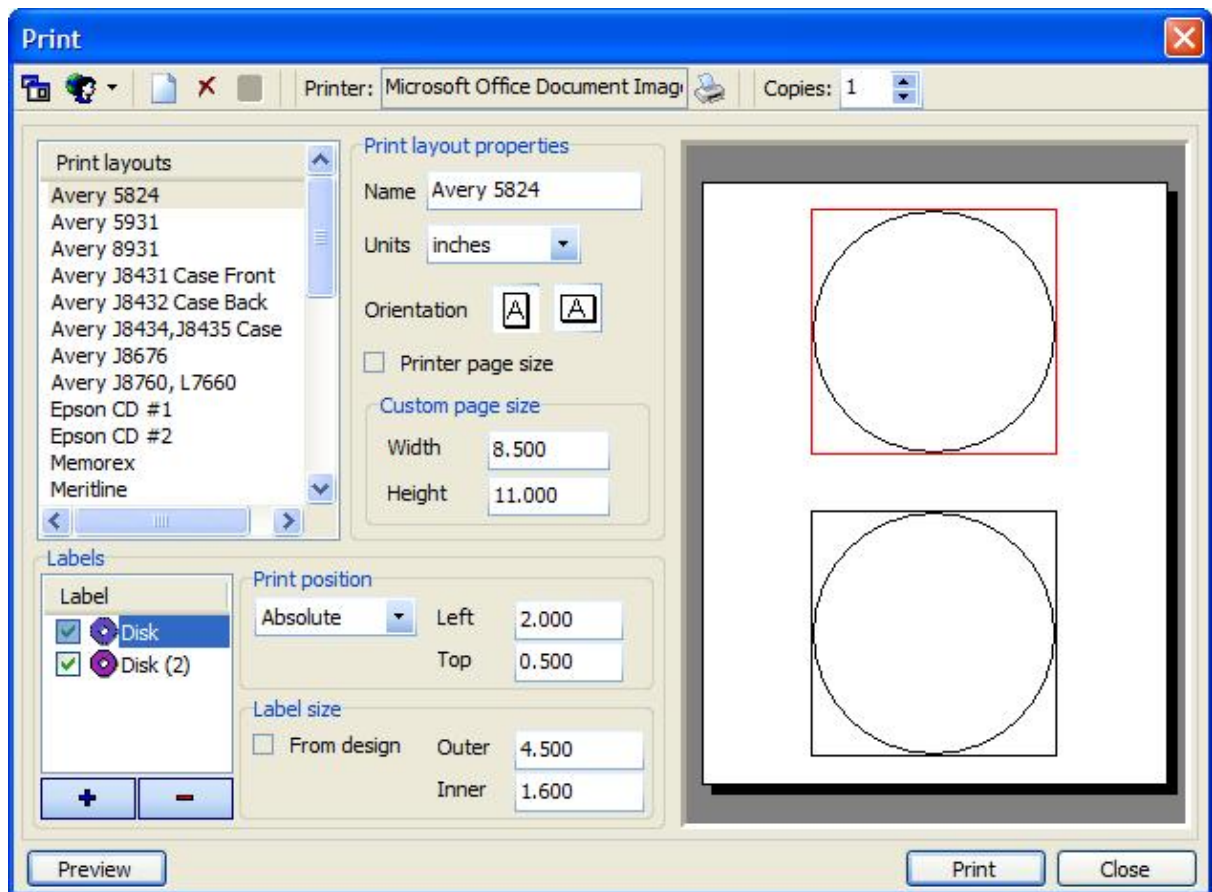 Print
Printer: Microsoft Office Document Imag Copies: 1
Print layouts
Avery 5824
Avery 5931
Avery 8931
Avery J8431 Case Front
Avery J8432 Case Back
Avery J8434,J8435 Case
Avery J8676
Avery J8760, L7660
Epson CD #1
Epson CD #2
Memorex
Meritline
Print layout properties
Name Avery 5824
Units inches
Orientation A A
Printer page size
Custom page size
Width 8.500
Height 11.000
Labels
Label
Disk
Disk (2)
Print position
Absolute Left 2.000
Top 0.500
Label size
From design Outer 4.500
Inner 1.600
Preview Print Close